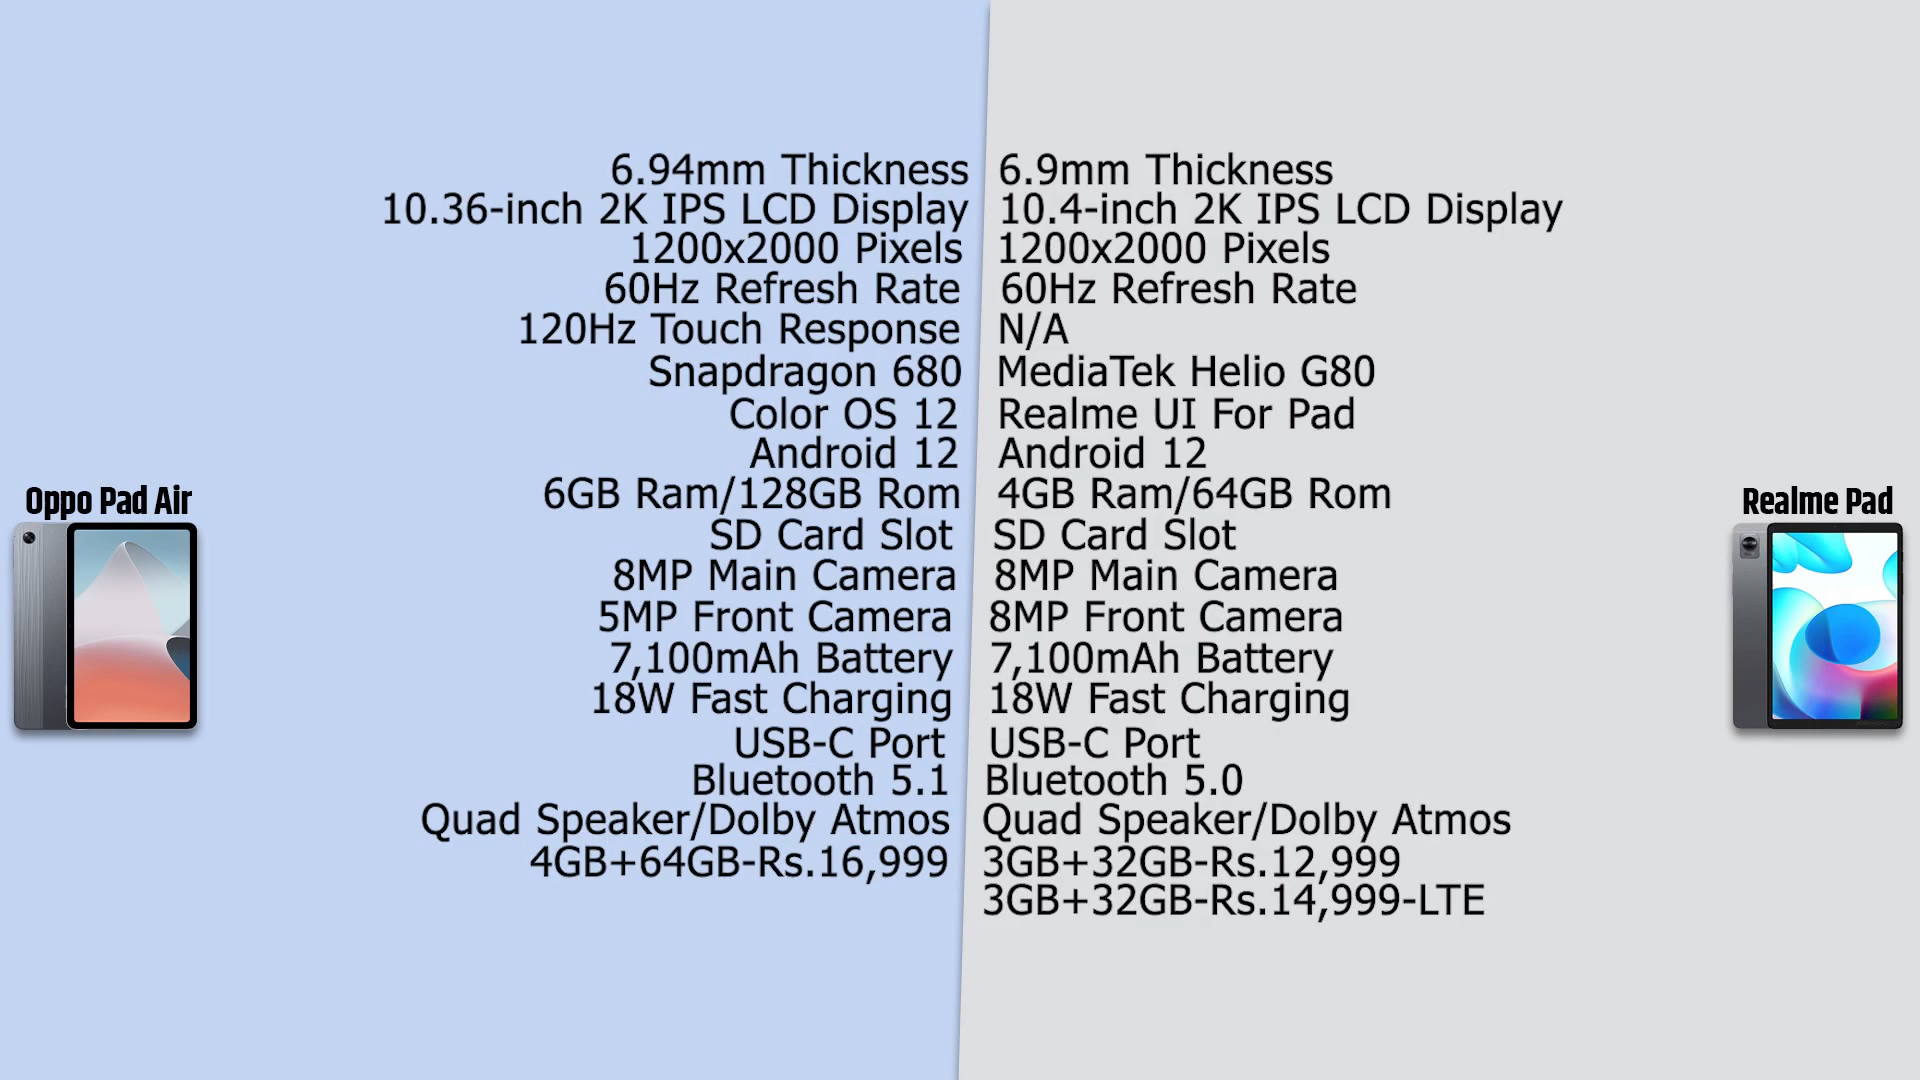 6.94mm Thickness
10.36-inch 2K IPS LCD Display
1200x2000 Pixels
60Hz Refresh Rate
120Hz Touch Response
Snapdragon 680
Color OS 12
Android 12
6GB Ram/128GB Rom
SD Card Slot
8MP Main Camera
5MP Front Camera
7,100mAh Battery
18W Fast Charging
USB-C Port
Bluetooth 5.1
Quad Speaker/Dolby Atmos
4GB+64GB-Rs.16,999
Oppo Pad Air
6.9mm Thickness
10.4-inch 2K IPS LCD Display
1200x2000 Pixels
60Hz Refresh Rate
N/A
MediaTek Helio G80
Realme UI For Pad
Android 12
4GB Ram/64GB Rom
SD Card Slot
8MP Main Camera
8MP Front Camera
7,100mAh Battery
18W Fast Charging
USB-C Port
Bluetooth 5.0
Quad Speaker/Dolby Atmos
3GB+32GB-Rs.12,999
3GB+32GB-Rs.14,999-LTE
Realme Pad